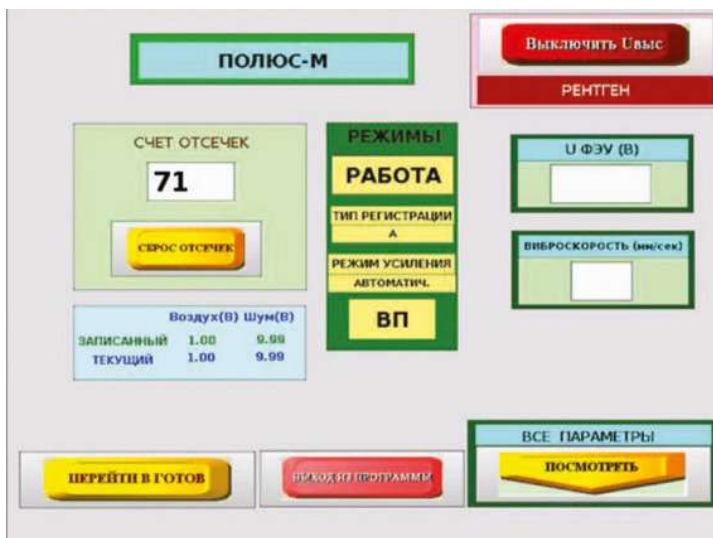 ПОЛЮС-М
Выключить Uвыс
РЕНТГЕН
СЧЕТ ОТСЕЧЕК
71
СБРОС ОТСЕЧЕК
Воздух(В) Шум(В)
ЗАПИСАННЫЙ 1.00 9.99
ТЕКУЩИЙ 1.00 9.99
РЕЖИМЫ
РАБОТА
ТИП РЕГИСТРАЦИИ
А
РЕЖИМ УСИЛЕНИЯ
АВТОМАТИЧ.
ВП
U ФЭУ (В)
ВИБРОСКОРОСТЬ (мм/сек)
ПЕРЕЙТИ В ГОТОВ
ВЫХОД ИЗ ПРОГРАММЫ
ВСЕ ПАРАМЕТРЫ
ПОСМОТРЕТЬ